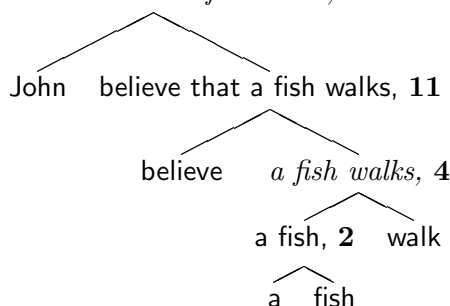 John believe that a fish walks, 11
believe a fish walks, 4
a fish, 2 walk
a fish